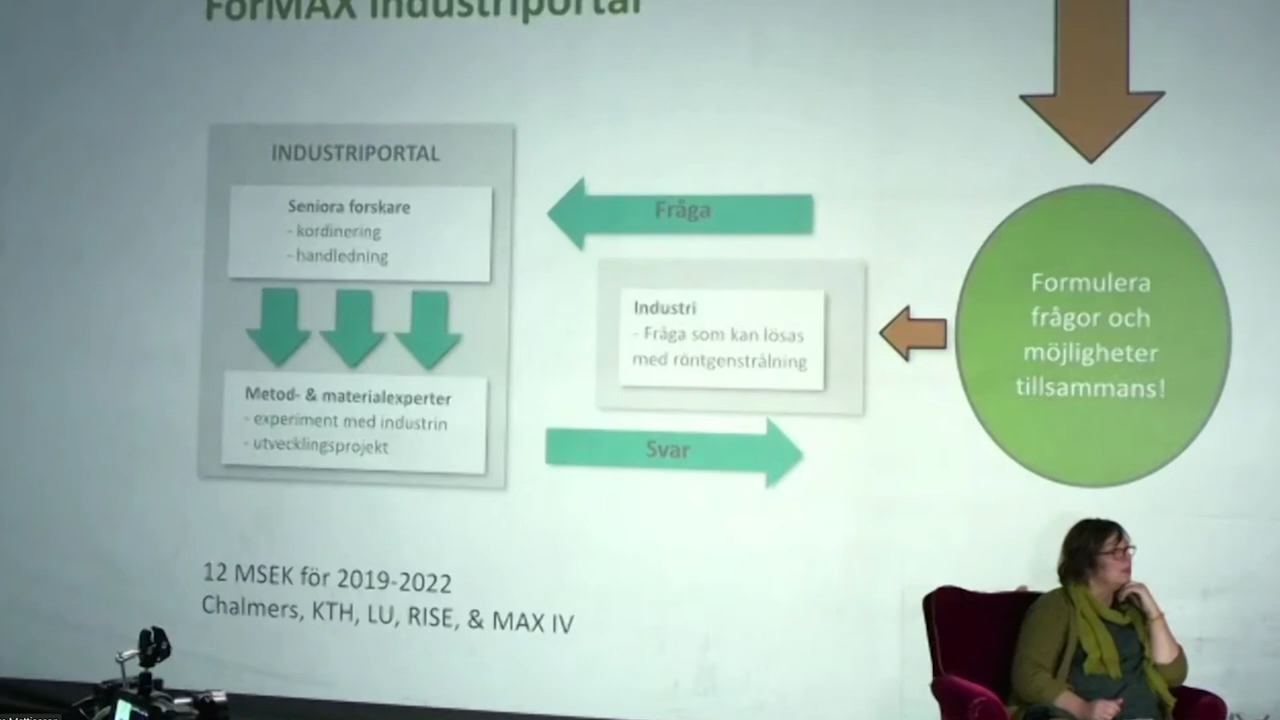 ForMAX industriportal
INDUSTRIPORTAL
Seniora forskare
- kordinering
- handledning
Metod- & materialexperter
- experiment med industrin
- utvecklingsprojekt
Fråga
Industri
- Fråga som kan lösas
med röntgenstrålning
Svar
Formulera
frågor och
möjligheter
tillsammans!
12 MSEK för 2019-2022
Chalmers, KTH, LU, RISE, & MAX IV